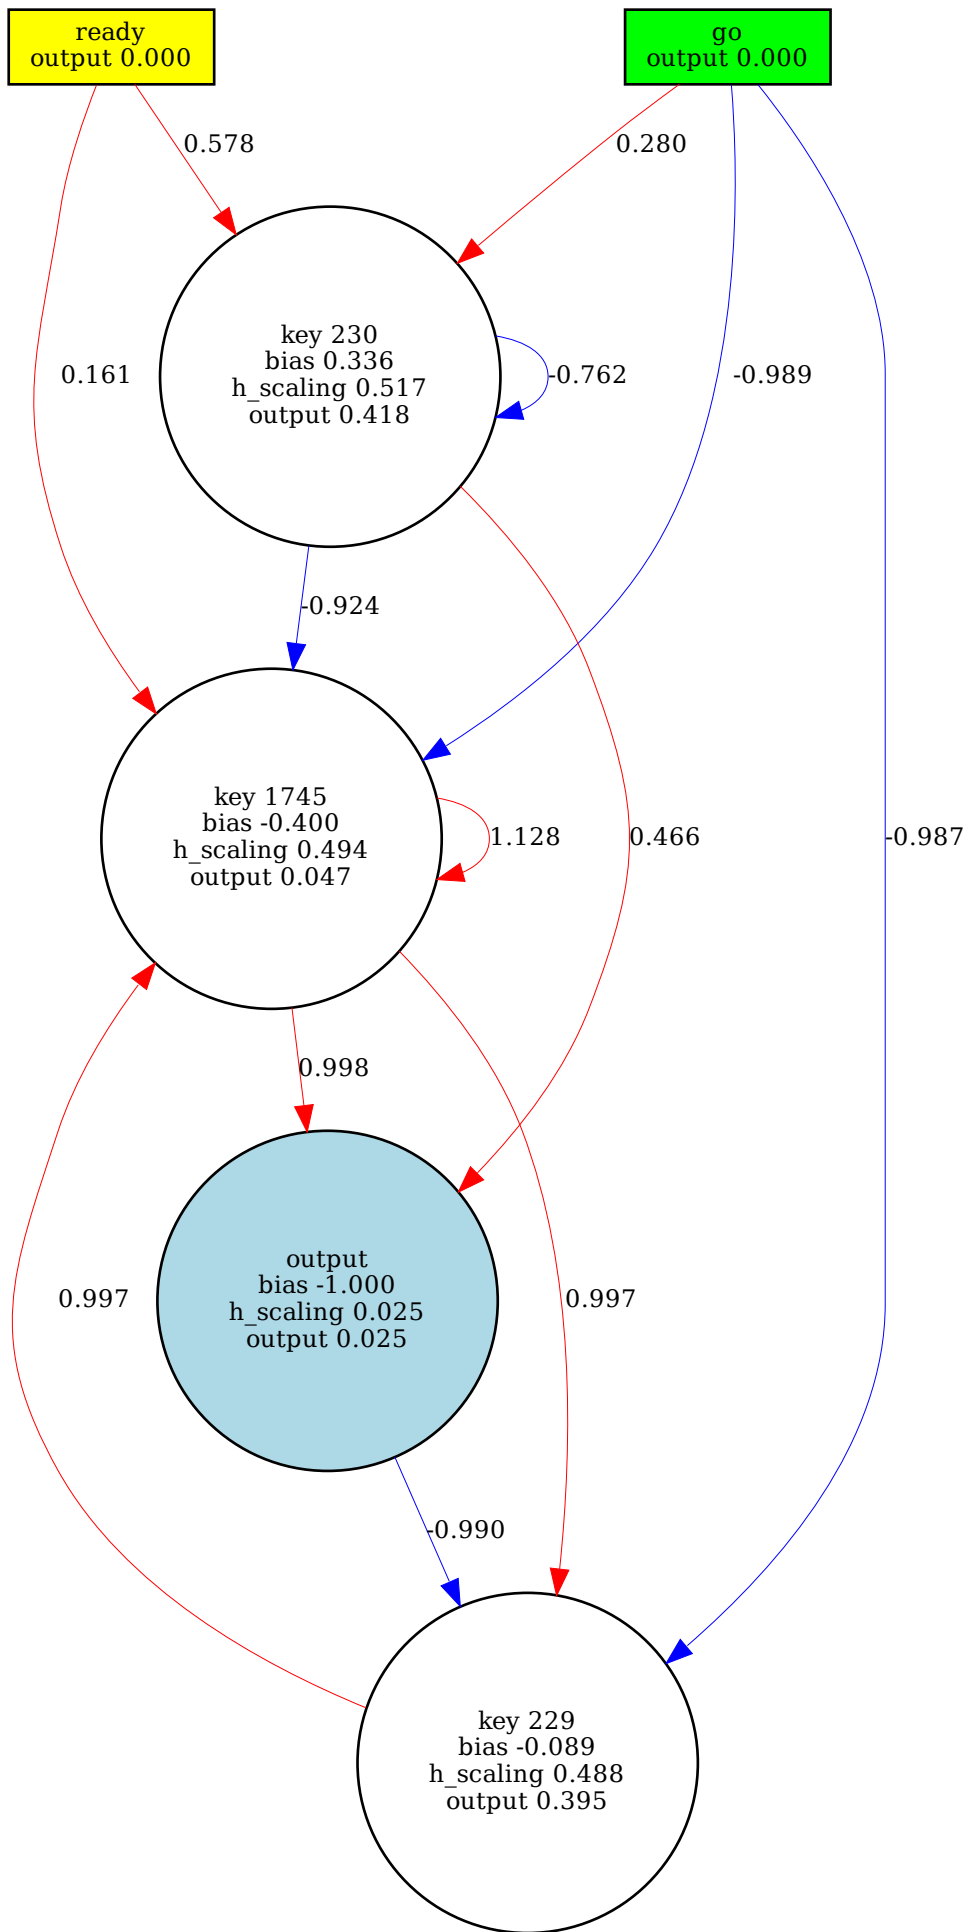 ready
output 0.000
go
output 0.000
0.578
0.280
key 230
bias 0.336
h_scaling 0.517
output 0.418
0.161
-0.762
-0.989
-0.924
key 1745
bias -0.400
h_scaling 0.494
output 0.047
1.128
0.466
-0.987
0.998
output
bias -1.000
h_scaling 0.025
output 0.025
0.997
0.997
-0.990
key 229
bias -0.089
h_scaling 0.488
output 0.395